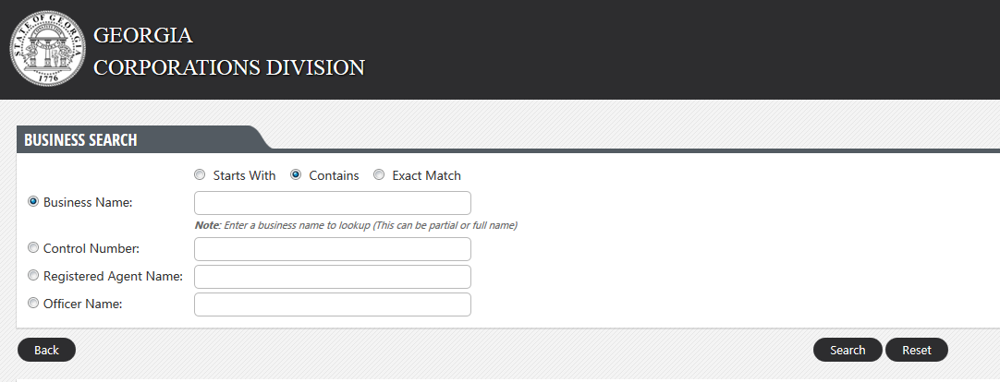 STATE OF GEORGIA
1776
GEORGIA
CORPORATIONS DIVISION
BUSINESS SEARCH
Starts With Contains Exact Match
Business Name:
Note: Enter a business name to lookup (This can be partial or full name)
Control Number:
Registered Agent Name:
Officer Name:
Back Search Reset